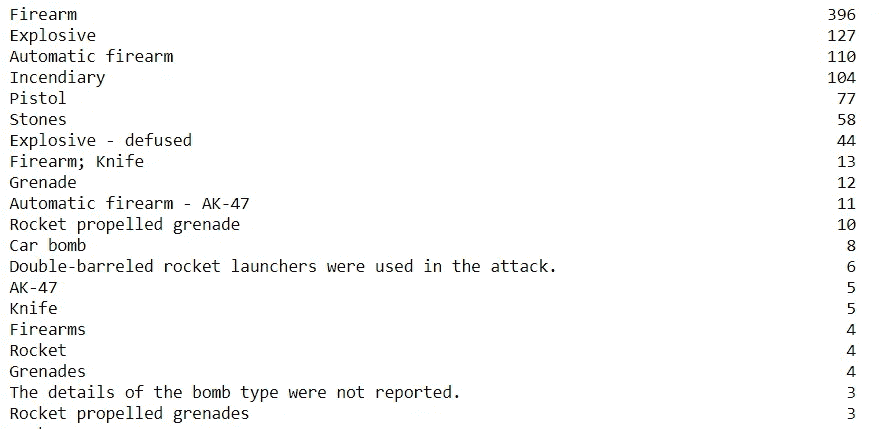 Firearm 396
Explosive 127
Automatic firearm 110
Incendiary 104
Pistol 77
Stones 58
Explosive - defused 44
Firearm; Knife 13
Grenade 12
Automatic firearm - AK-47 11
Rocket propelled grenade 10
Car bomb 8
Double-barreled rocket launchers were used in the attack. 6
AK-47 5
Knife 5
Firearms 4
Rocket 4
Grenades 4
The details of the bomb type were not reported. 3
Rocket propelled grenades 3